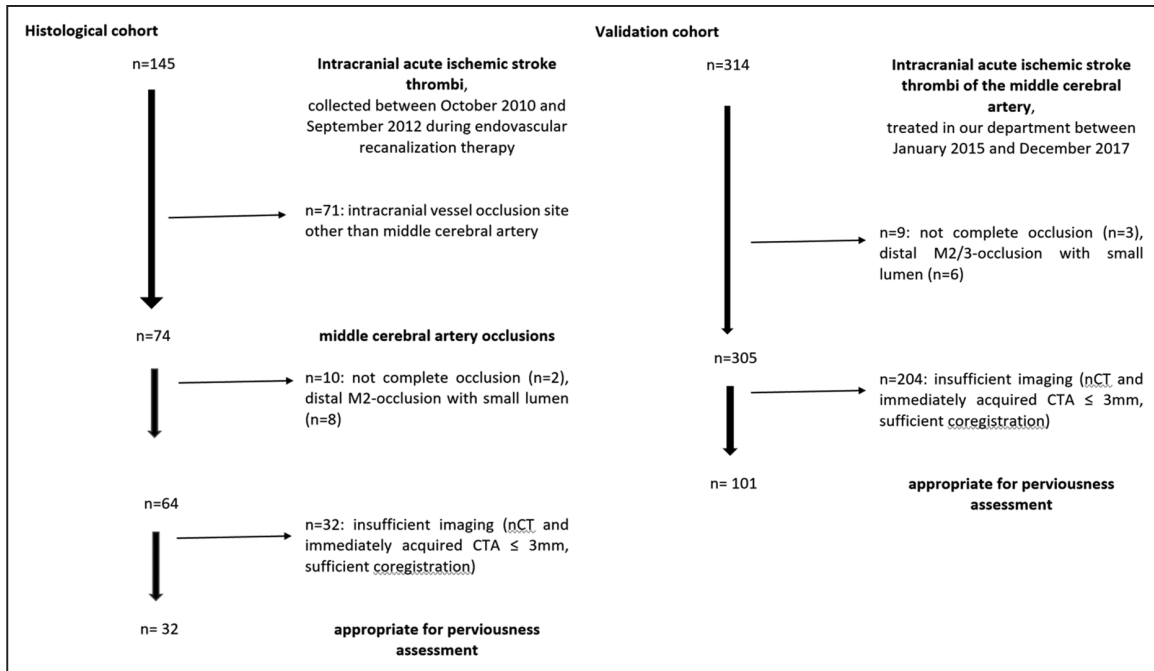 Histological cohort
n=145
Intracranial acute ischemic stroke
thrombi,
collected between October 2010 and
September 2012 during endovascular
recanalization therapy
n=71: intracranial vessel occlusion site
other than middle cerebral artery
n=74
middle cerebral artery occlusions
n=10: not complete occlusion (n=2),
distal M2-occlusion with small lumen
(n=8)
n=64
n=32: insufficient imaging (nCT and
immediately acquired CTA ≤ 3mm,
sufficient coregistration)
n= 32
appropriate for perviousness
assessment
Validation cohort
n=314
Intracranial acute ischemic stroke
thrombi of the middle cerebral
artery,
treated in our department between
January 2015 and December 2017
n=9: not complete occlusion (n=3),
distal M2/3-occlusion with small
lumen (n=6)
n=305
n=204: insufficient imaging (nCT and
immediately acquired CTA ≤ 3mm,
sufficient coregistration)
n= 101
appropriate for perviousness
assessment